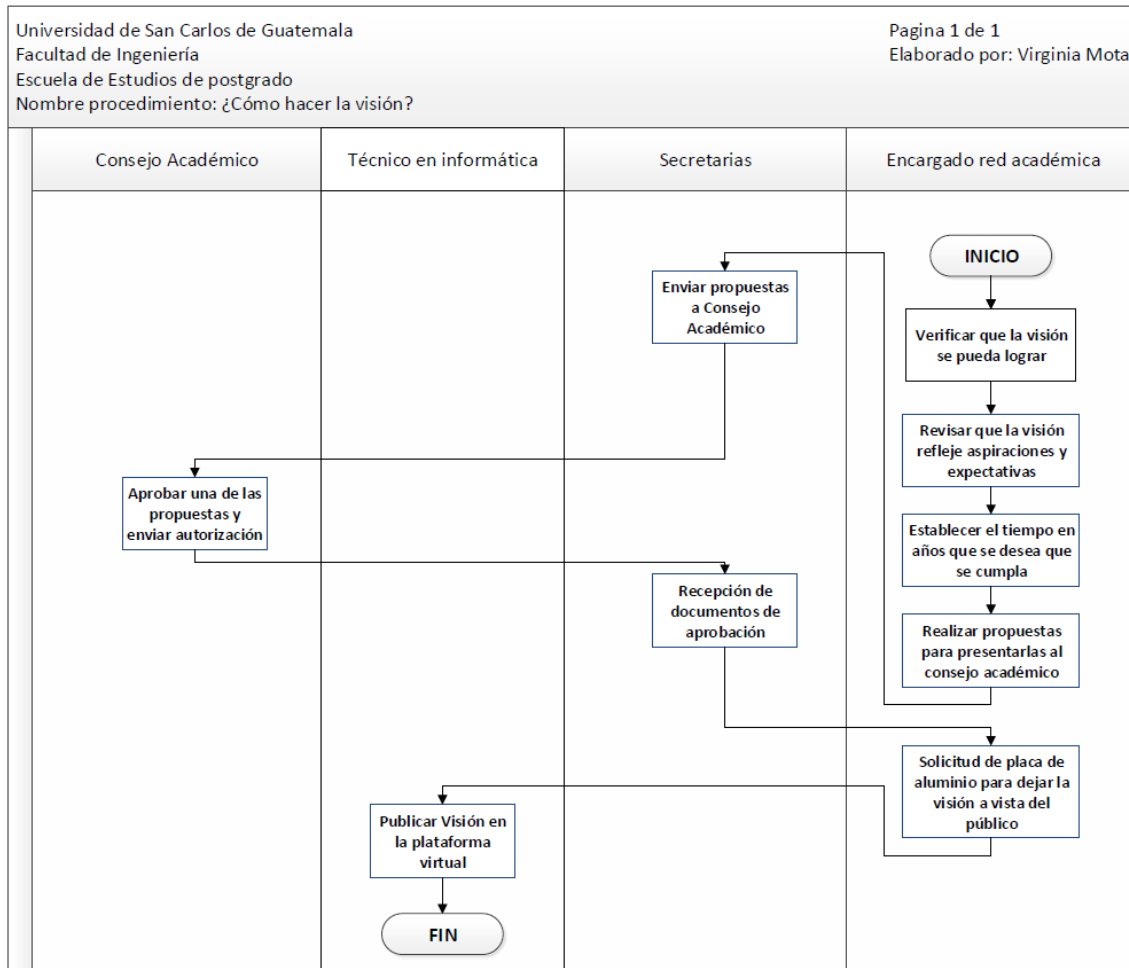 Universidad de San Carlos de Guatemala
Facultad de Ingeniería
Escuela de Estudios de postgrado
Nombre procedimiento: ¿Cómo hacer la visión?
Pagina 1 de 1
Elaborado por: Virginia Mota
Consejo Académico
Técnico en informática
Secretarias
Encargado red académica
INICIO
Verificar que la visión
se pueda lograr
Revisar que la visión
refleje aspiraciones y
expectativas
Establecer el tiempo en
años que se desea que
se cumpla
Realizar propuestas
para presentarlas al
consejo académico
Enviar propuestas
a Consejo
Académico
Aprobar una de las
propuestas y
enviar autorización
Recepción de
documentos de
aprobación
Solicitud de placa de
aluminio para dejar la
visión a vista del
público
Publicar Visión en
la plataforma
virtual
FIN